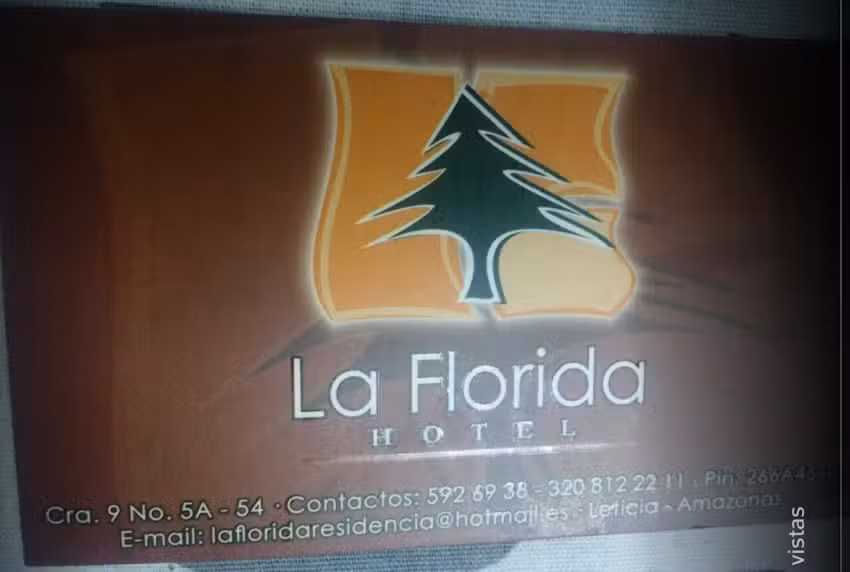 La Florida
HOTEL
Cra. 9 No. 5A - 54 · Contactos: 592 69 38 - 320 812 22 11 · Pin: 266A46
E-mail: lafloridaresidencia@hotmail.es · Leticia - Amazonas
vistas